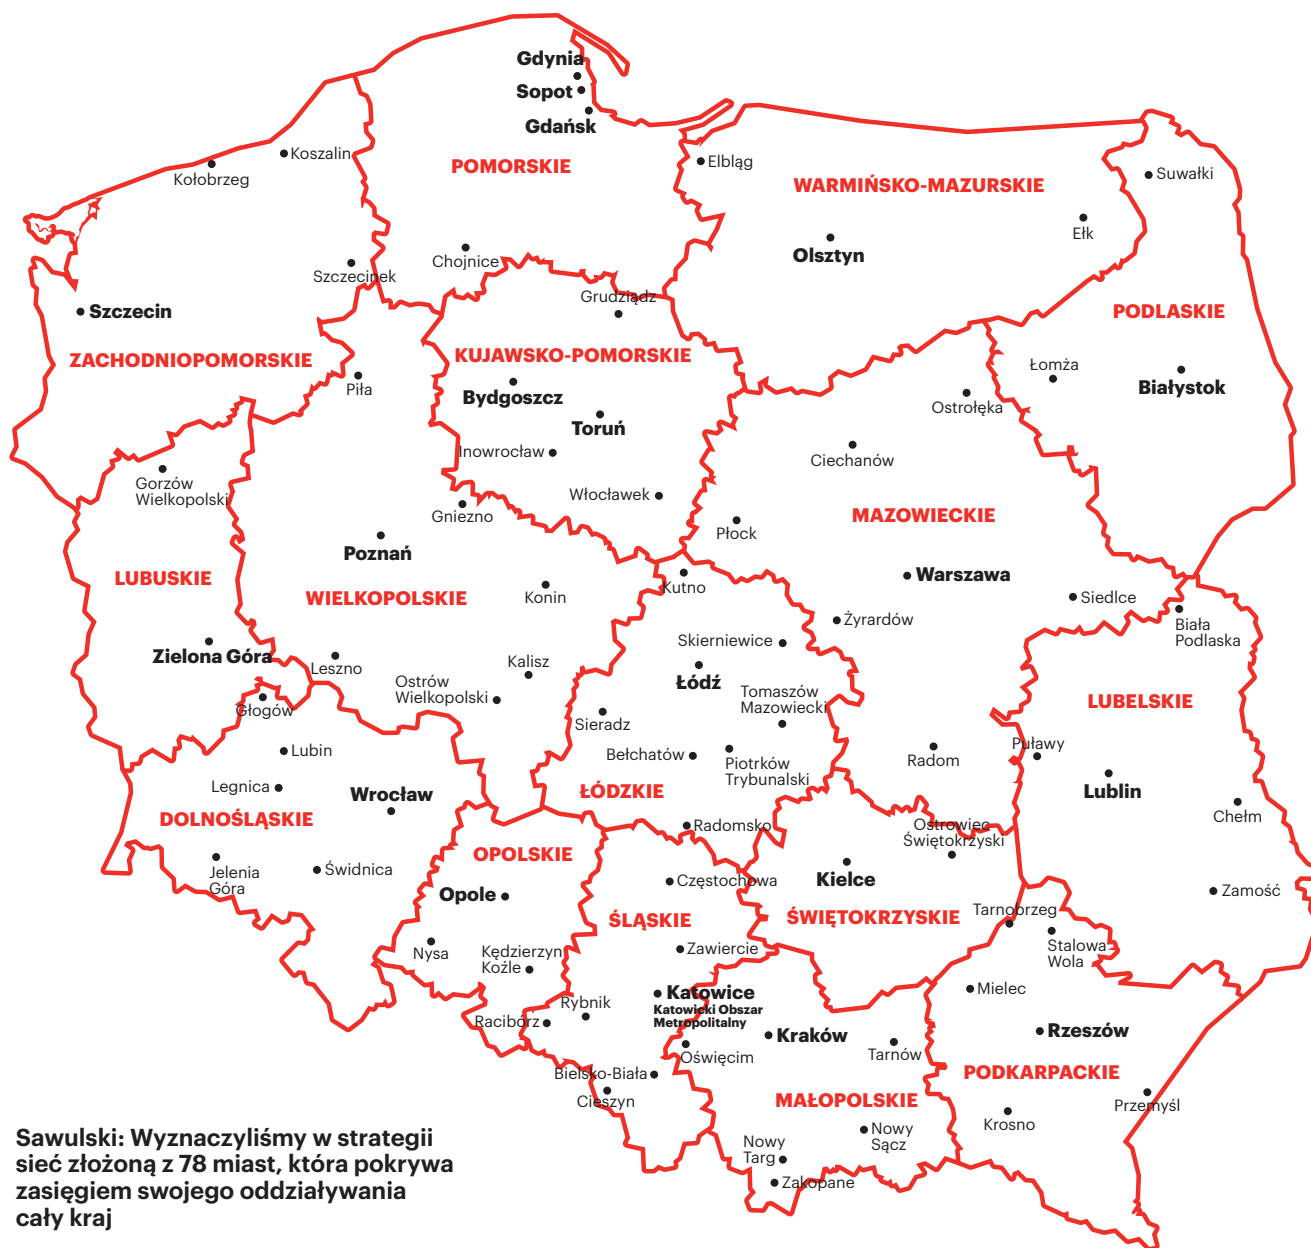 Gdynia
Sopot
Gdańsk
Koszalin
Kołobrzeg
POMORSKIE
Elbląg
WARMIŃSKO-MAZURSKIE
Suwałki
Ełk
Olsztyn
Chojnice
Szczecinek
Grudziądz
Szczecin
PODLASKIE
ZACHODNIOPOMORSKIE
KUJAWSKO-POMORSKIE
Łomża
Piła
Bydgoszcz
Białystok
Ostrołęka
Toruń
Inowrocław
Ciechanów
Gorzów
Wielkopolski
Włocławek
Gniezno
MAZOWIECKIE
Płock
Poznań
LUBUSKIE
Warszawa
Kutno
WIELKOPOLSKIE
Konin
Siedlce
Żyrardów
Biała
Podlaska
Skierniewice
Zielona Góra
Leszno
Kalisz
Łódź
Ostrów
Wielkopolski
Tomaszów
Mazowiecki
LUBELSKIE
Głogów
Sieradz
Lubin
Bełchatów
Piotrków
Trybunalski
Radom
Puławy
Legnica
Wrocław
ŁÓDZKIE
Lublin
DOLNOŚLĄSKIE
Radomsko
Ostrowiec
Świętokrzyski
Chełm
OPOLSKIE
Jelenia
Góra
Świdnica
Częstochowa
Kielce
Opole
Zamość
ŚLĄSKIE
ŚWIĘTOKRZYSKIE
Tarnobrzeg
Nysa
Kędzierzyn
Koźle
Zawiercie
Stalowa
Wola
Katowice
Katowicki Obszar
Metropolitalny
Mielec
Rybnik
Racibórz
Kraków
Rzeszów
Oświęcim
Tarnów
Bielsko-Biała
PODKARPACKIE
Cieszyn
MAŁOPOLSKIE
Przemyśl
Krosno
Nowy
Sącz
Nowy
Targ
Zakopane
Sawulski: Wyznaczyliśmy w strategii
sieć złożoną z 78 miast, która pokrywa
zasięgiem swojego oddziaływania
cały kraj